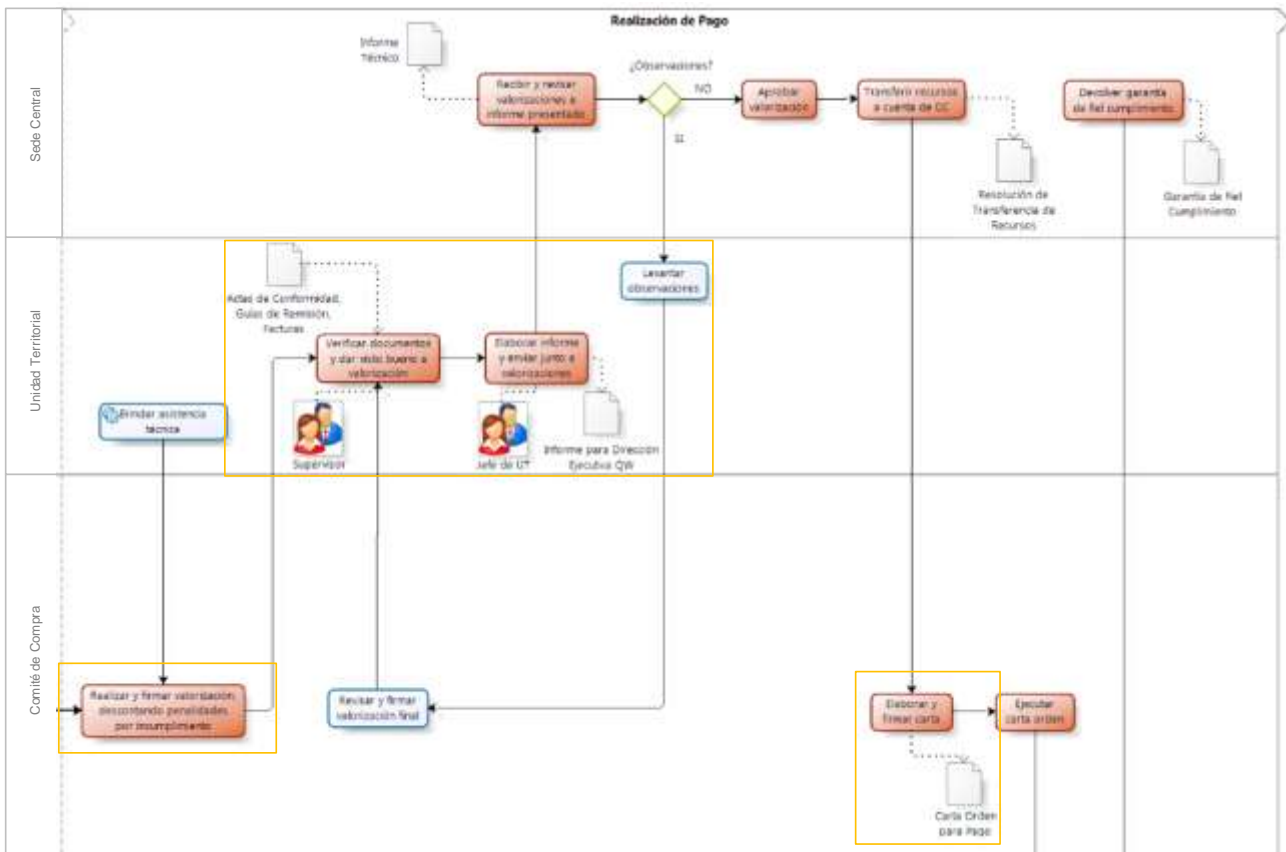 Realización de Pago
Sede Central
Informe
Técnico
Recibir y revisar
valorizaciones e
informe presentado
¿Observaciones?
NO
SI
Aprobar
valorización
Transferir recursos
a cuenta de CC
Resolución de
Transferencia de
Recursos
Devolver garantía
de fiel cumplimiento
Garantía de Fiel
Cumplimiento
Unidad Territorial
Actas de Conformidad,
Guías de Remisión,
Facturas
Verificar documentos
y dar visto bueno a
valorización
Supervisor
Elaborar informe
y enviar junto a
valorizaciones
Jefe de UT
Informe para Dirección
Ejecutiva QW
Levantar
observaciones
Brindar asistencia
técnica
Comité de Compra
Realizar y firmar valorización
descontando penalidades
por incumplimiento
Revisar y firmar
valorización final
Elaborar y
firmar carta
Ejecutar
carta orden
Carta Orden
para Pago